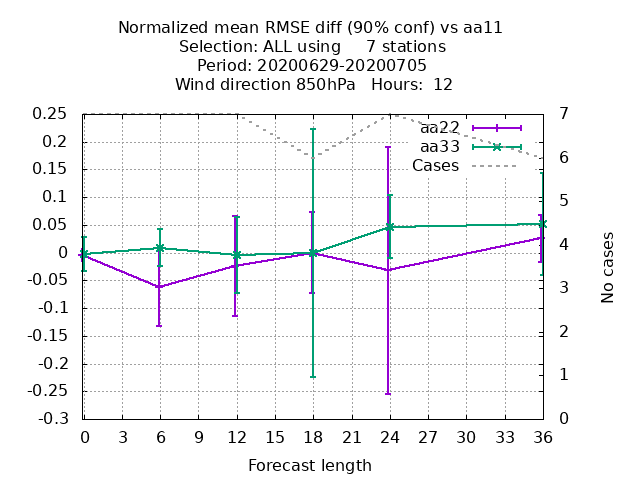 Normalized mean RMSE diff (90% conf) vs aa11
Selection: ALL using     7 stations
Period: 20200629-20200705
Wind direction 850hPa   Hours:  12
0.25
0.2
0.15
0.1
0.05
0
-0.05
-0.1
-0.15
-0.2
-0.25
-0.3
aa22
aa33
Cases
7
6
5
4
3
2
1
0
No cases
0 3 6 9 12 15 18 21 24 27 30 33 36
Forecast length